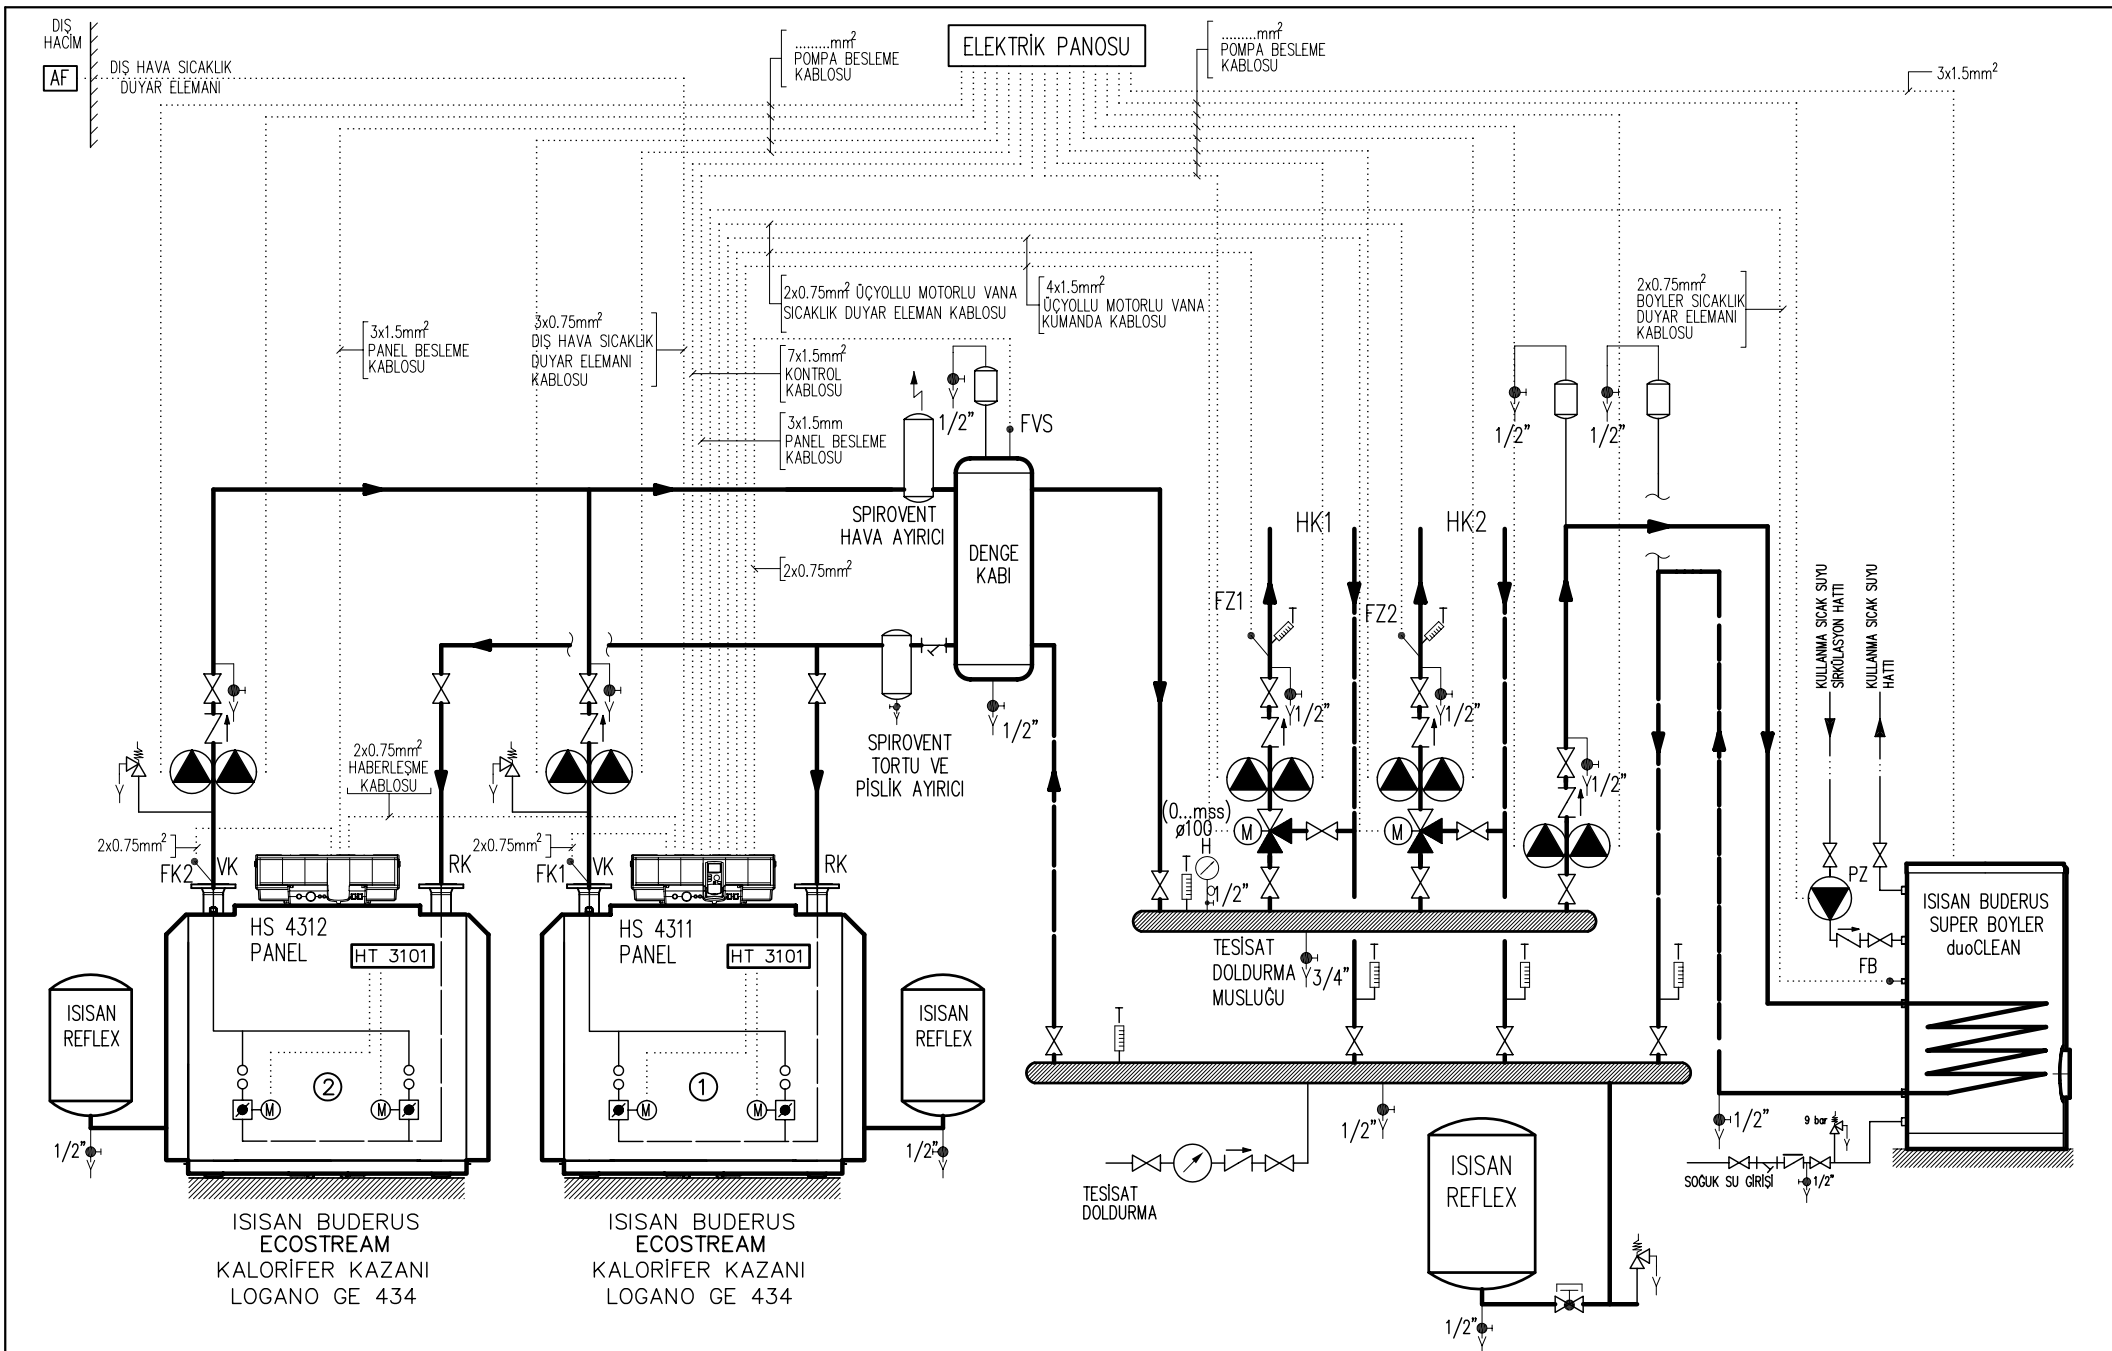 DIŞ
HACİM
AF
DIŞ HAVA SICAKLIK
DUYAR ELEMANI
........mm²
POMPA BESLEME
KABLOSU
ELEKTRİK PANOSU
........mm²
POMPA BESLEME
KABLOSU
3x1.5mm²
3x1.5mm²
PANEL BESLEME
KABLOSU
3x0.75mm²
DIŞ HAVA SICAKLIK
DUYAR ELEMANI
KABLOSU
2x0.75mm² ÜÇYOLLU MOTORLU VANA
SICAKLIK DUYAR ELEMAN KABLOSU
4x1.5mm²
ÜÇYOLLU MOTORLU VANA
KUMANDA KABLOSU
2x0.75mm²
BOYLER SICAKLIK
DUYAR ELEMANI
KABLOSU
7x1.5mm²
KONTROL
KABLOSU
3x1.5mm
PANEL BESLEME
KABLOSU
1/2"
FVS
1/2"
1/2"
SPIROVENT
HAVA AYIRICI
DENGE
KABI
2x0.75mm²
HK1
HK2
FZ1
T
FZ2
T
KULLANMA SICAK SUYU
SİRKÜLASYON HATTI
KULLANMA SICAK SUYU
HATTI
1/2"
1/2"
1/2"
1/2"
SPIROVENT
TORTU VE
PİSLİK AYIRICI
2x0.75mm²
HABERLEŞME
KABLOSU
(0...mss)
ø100
H
T
1/2"
M
M
2x0.75mm²
FK2
VK
RK
2x0.75mm²
FK1
VK
RK
PZ
FB
ISISAN BUDERUS
SUPER BOYLER
duoCLEAN
HS 4312
PANEL
HT 3101
HS 4311
PANEL
HT 3101
TESİSAT
DOLDURMA
MUSLUĞU
3/4"
T
T
T
T
ISISAN
REFLEX
ISISAN
REFLEX
2
1
M
M
M
M
1/2"
1/2"
1/2"
1/2"
9 bar
SOĞUK SU GİRİŞİ
1/2"
TESİSAT
DOLDURMA
ISISAN
REFLEX
1/2"
ISISAN BUDERUS
ECOSTREAM
KALORİFER KAZANI
LOGANO GE 434
ISISAN BUDERUS
ECOSTREAM
KALORİFER KAZANI
LOGANO GE 434